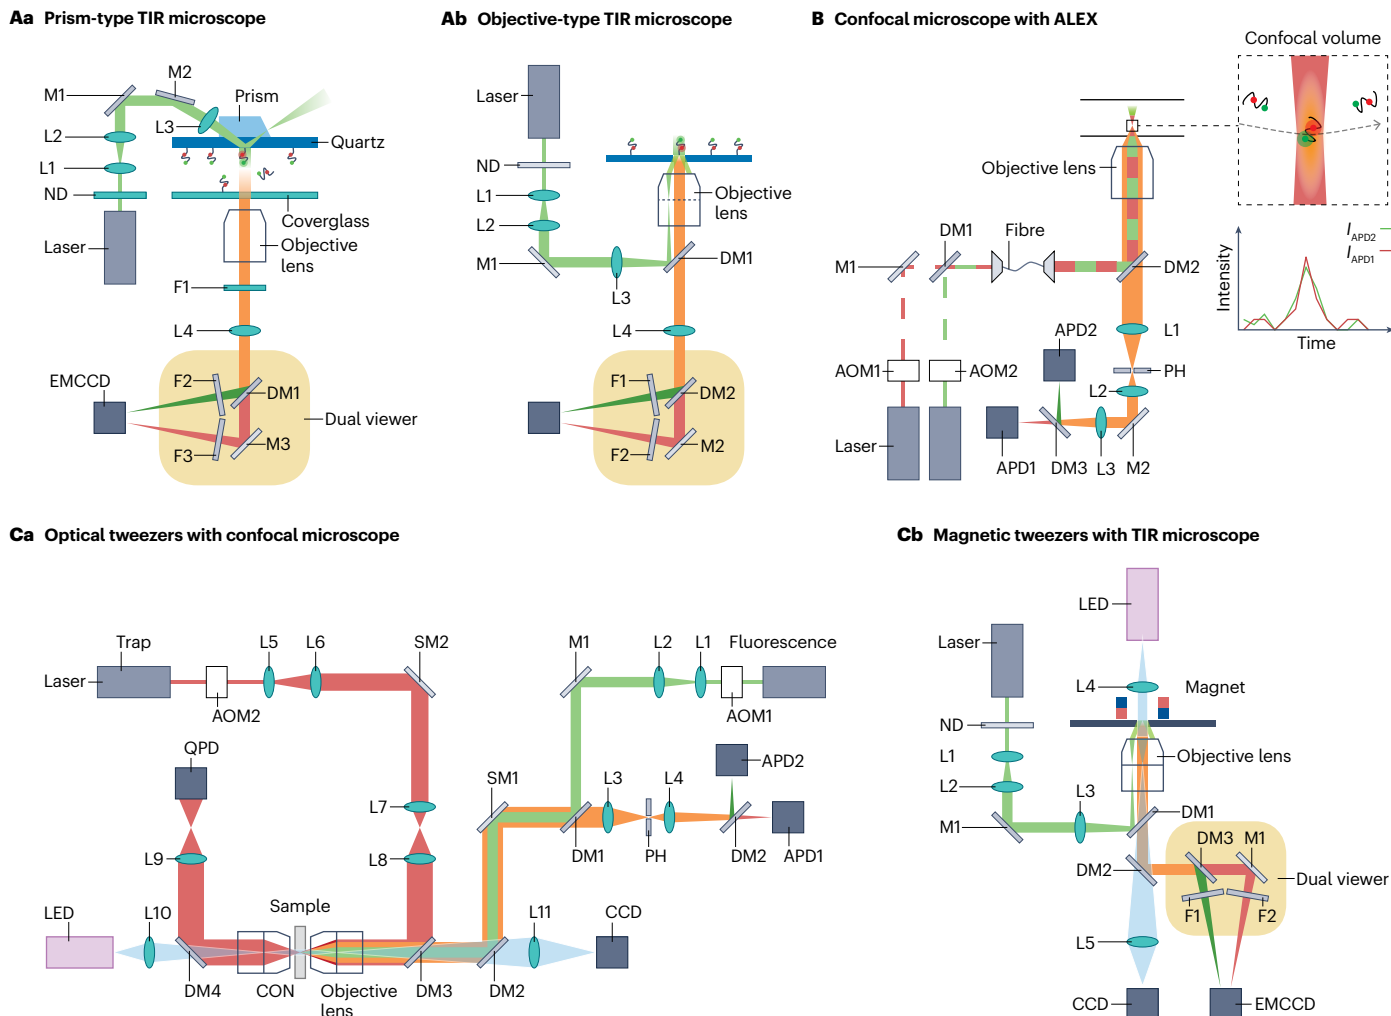 Aa Prism-type TIR microscope
M2
M1
Prism
L3
L2
Quartz
L1
ND
Coverglass
Laser
Objective
lens
F1
L4
EMCCD
F2
DM1
Dual viewer
M3
F3
Ab Objective-type TIR microscope
Laser
ND
L1
Objective
lens
L2
M1
DM1
L3
L4
F1
DM2
M2
F2
B Confocal microscope with ALEX
Confocal volume
Objective lens
DM1
Fibre
M1
DM2
Intensity
I APD2
I APD1
Time
APD2
L1
AOM1
AOM2
PH
L2
Laser
APD1
DM3
L3
M2
Ca Optical tweezers with confocal microscope
Trap
L5
L6
SM2
M1
L2
L1
Fluorescence
Laser
AOM2
AOM1
QPD
SM1
L3
L4
APD2
L7
L9
L8
DM1
PH
DM2
APD1
Sample
LED
L10
L11
CCD
DM4
CON
Objective
lens
DM3
DM2
Cb Magnetic tweezers with TIR microscope
LED
Laser
L4
Magnet
ND
L1
Objective lens
L2
L3
M1
DM1
DM3
M1
DM2
Dual viewer
F1
F2
L5
CCD
EMCCD